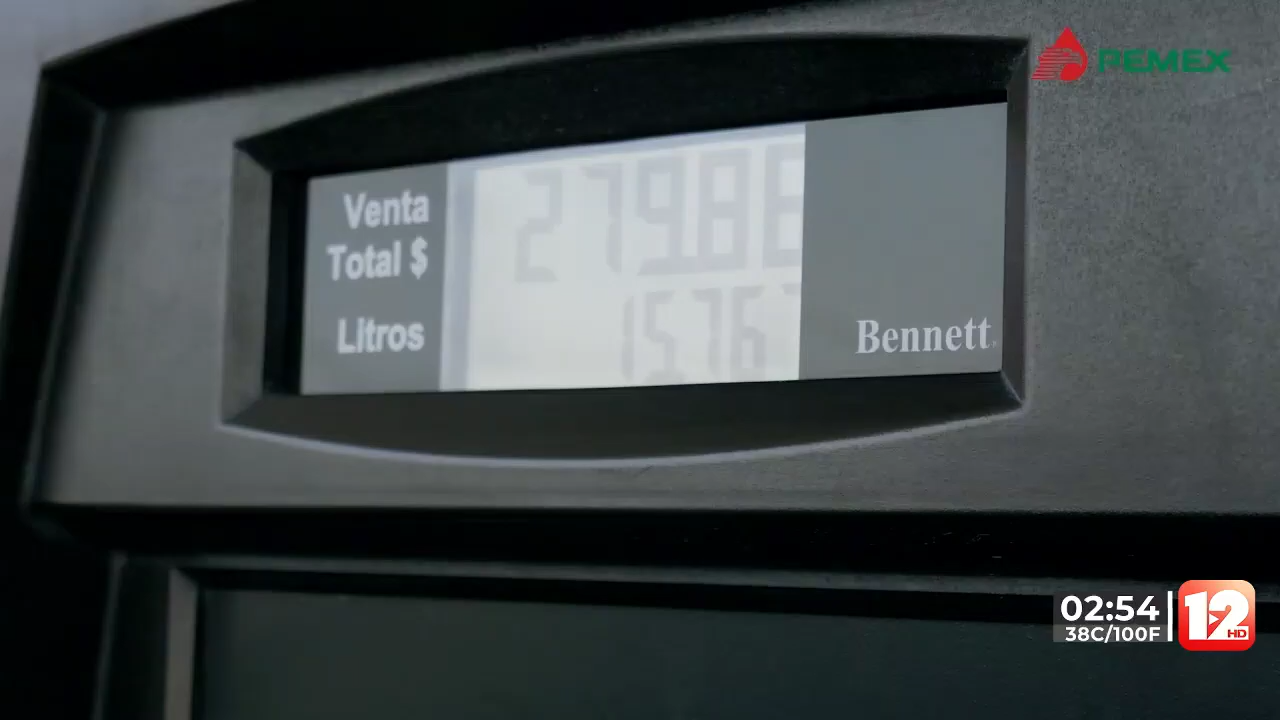 PEMEX
Venta
Total $
Litros
Bennett
02:54
38C/100F
12
HD